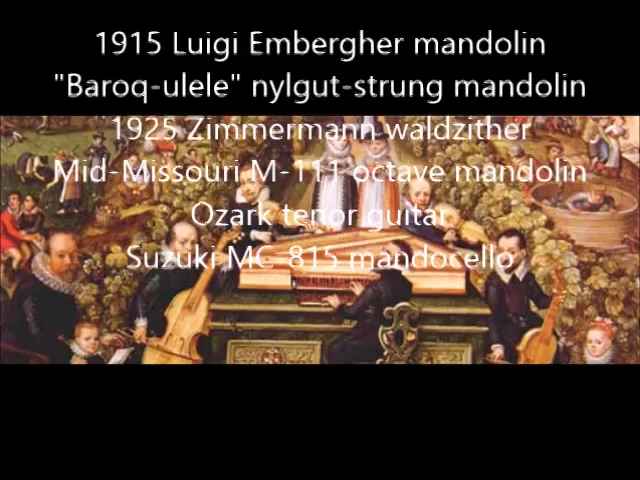 1915 Luigi Embergher mandolin
"Baroq-ulele" nylgut-strung mandolin
1925 Zimmermann waldzither
Mid-Missouri M-111 octave mandolin
Ozark tenor guitar
Suzuki MC-815 mandocello